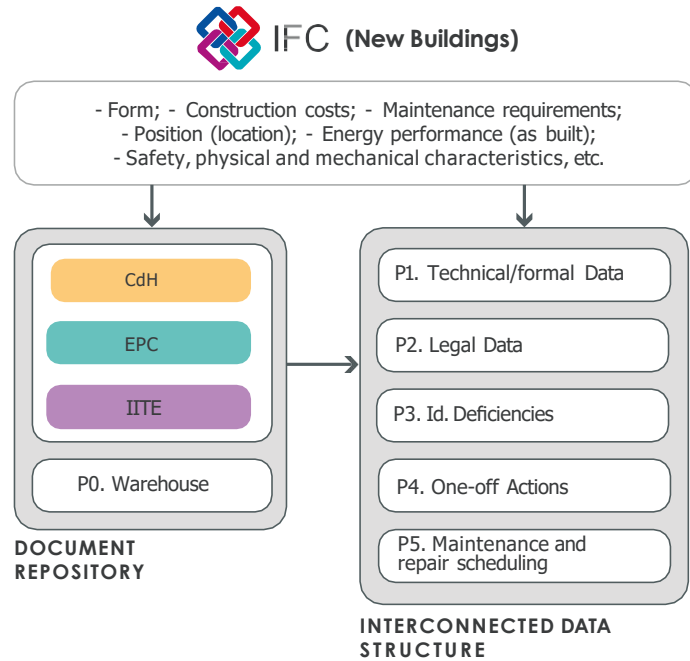 IFC (New Buildings)
- Form; - Construction costs; - Maintenance requirements;
- Position (location); - Energy performance (as built);
- Safety, physical and mechanical characteristics, etc.
CdH
EPC
IITE
P0. Warehouse
DOCUMENT
REPOSITORY
P1. Technical/formal Data
P2. Legal Data
P3. Id. Deficiencies
P4. One-off Actions
P5. Maintenance and
repair scheduling
INTERCONNECTED DATA
STRUCTURE